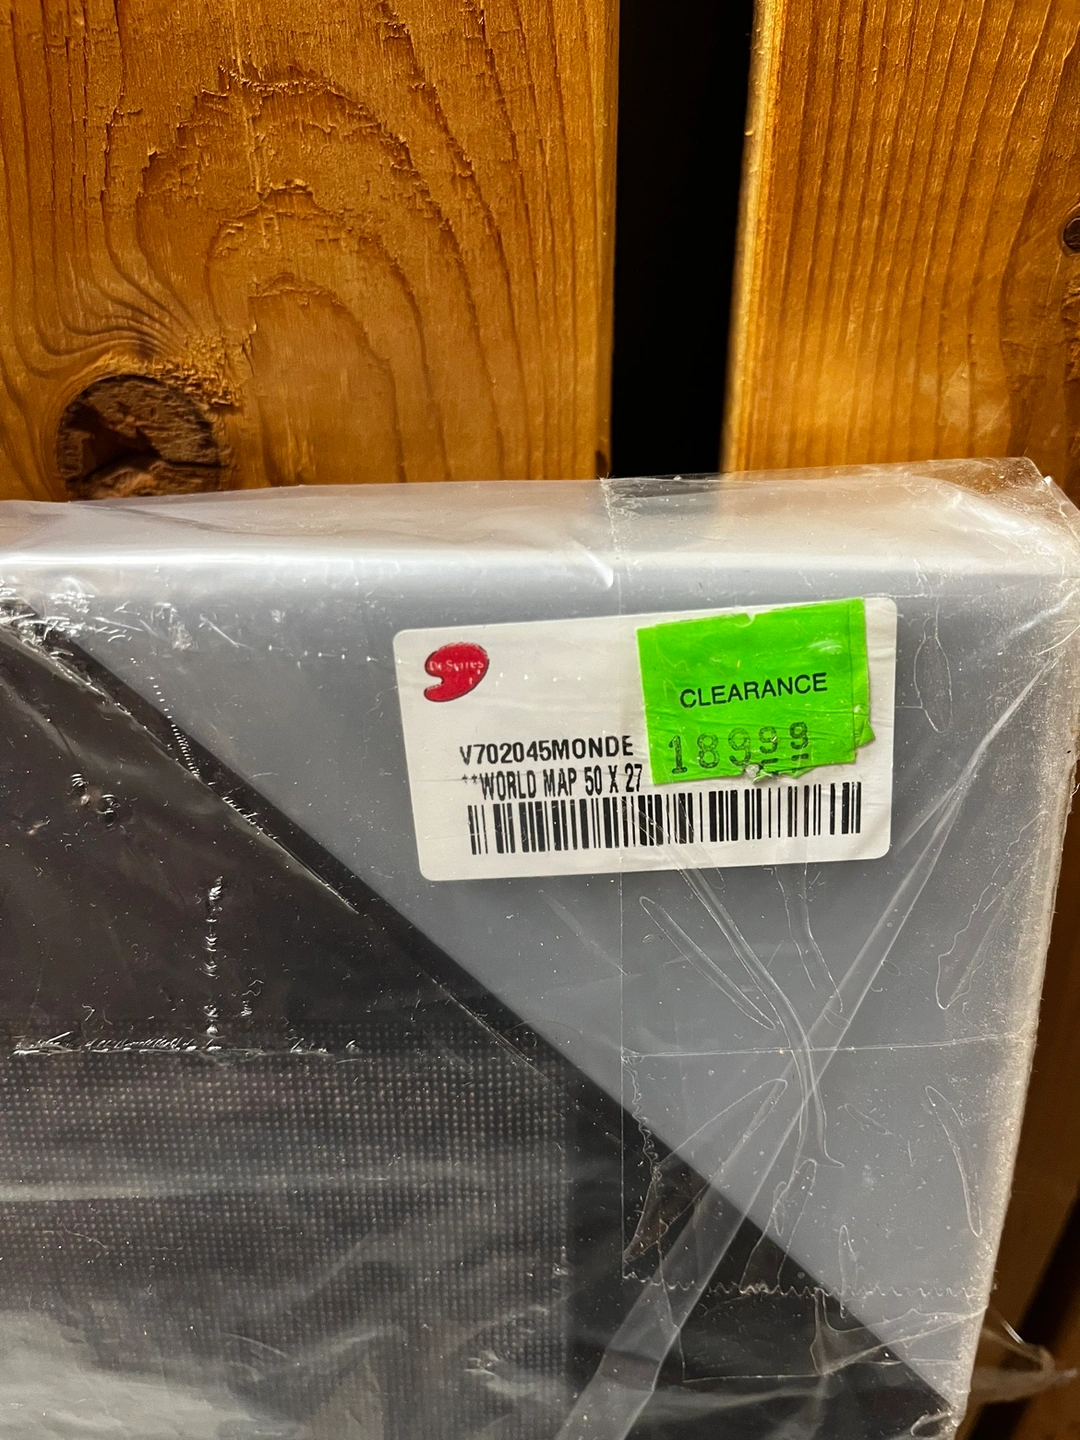 DeSerres
CLEARANCE
18999
V702045MONDE
**WORLD MAP 50 X 27